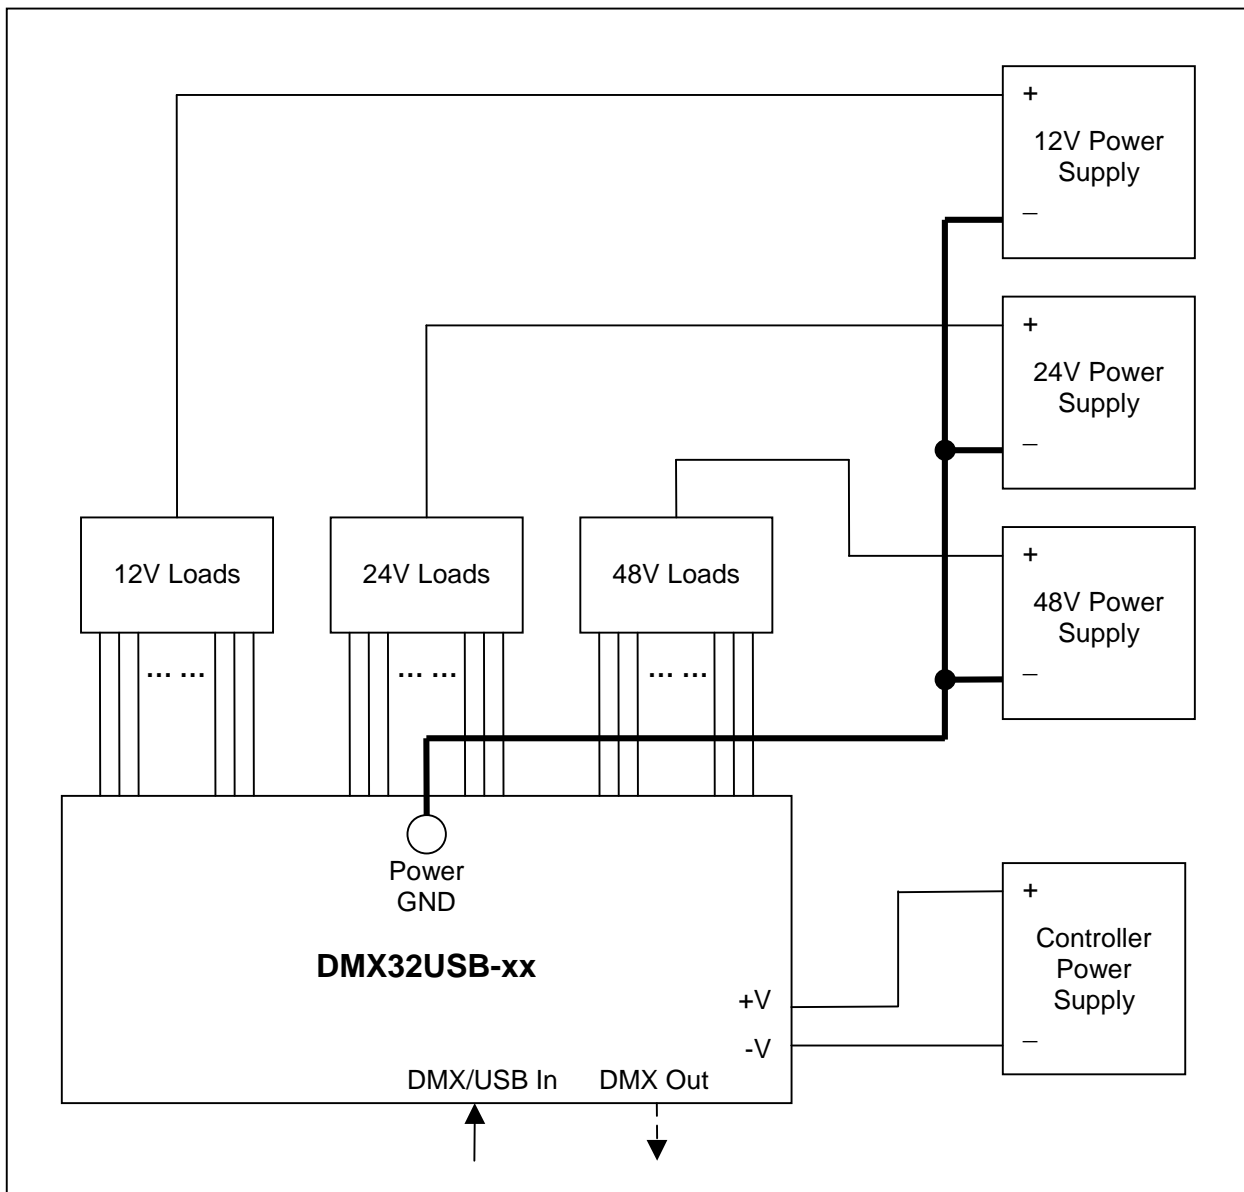 +
12V Power
Supply
–
+
24V Power
Supply
–
+
48V Power
Supply
–
12V Loads
24V Loads
48V Loads
... ...
... ...
... ...
Power
GND
DMX32USB-xx
+V
-V
DMX/USB In
DMX Out
+
Controller
Power
Supply
–